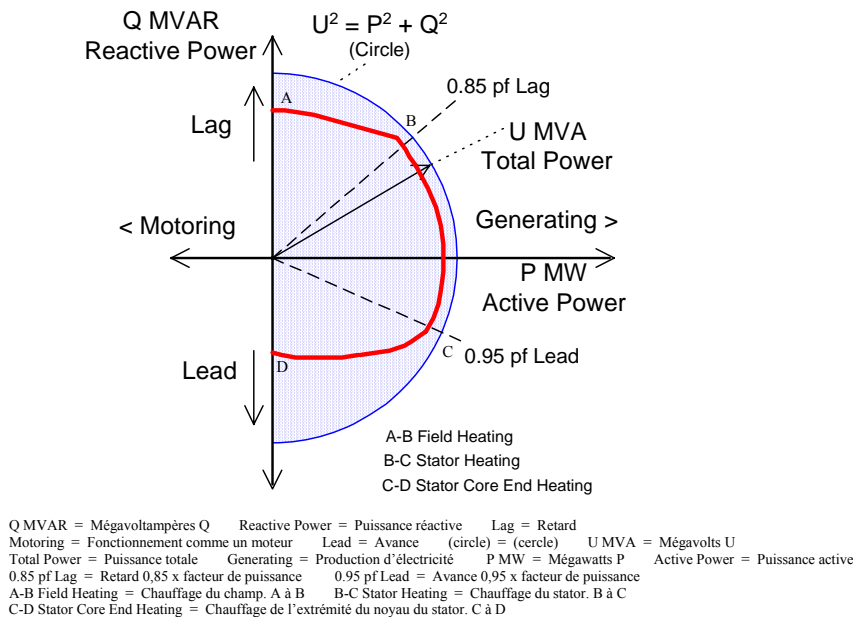 Q MVAR
Reactive Power
U² = P² + Q²
(Circle)
0.85 pf Lag
A
B
Lag
U MVA
Total Power
< Motoring
Generating >
P MW
Active Power
Lead
D
C
0.95 pf Lead
A-B Field Heating
B-C Stator Heating
C-D Stator Core End Heating
Q MVAR = Mégavoltampères Q Reactive Power = Puissance réactive Lag = Retard
Motoring = Fonctionnement comme un moteur Lead = Avance (circle) = (cercle) U MVA = Mégavolts U
Total Power = Puissance totale Generating = Production d'électricité P MW = Mégawatts P Active Power = Puissance active
0.85 pf Lag = Retard 0,85 x facteur de puissance 0.95 pf Lead = Avance 0,95 x facteur de puissance
A-B Field Heating = Chauffage du champ. A à B B-C Stator Heating = Chauffage du stator. B à C
C-D Stator Core End Heating = Chauffage de l'extrémité du noyau du stator. C à D